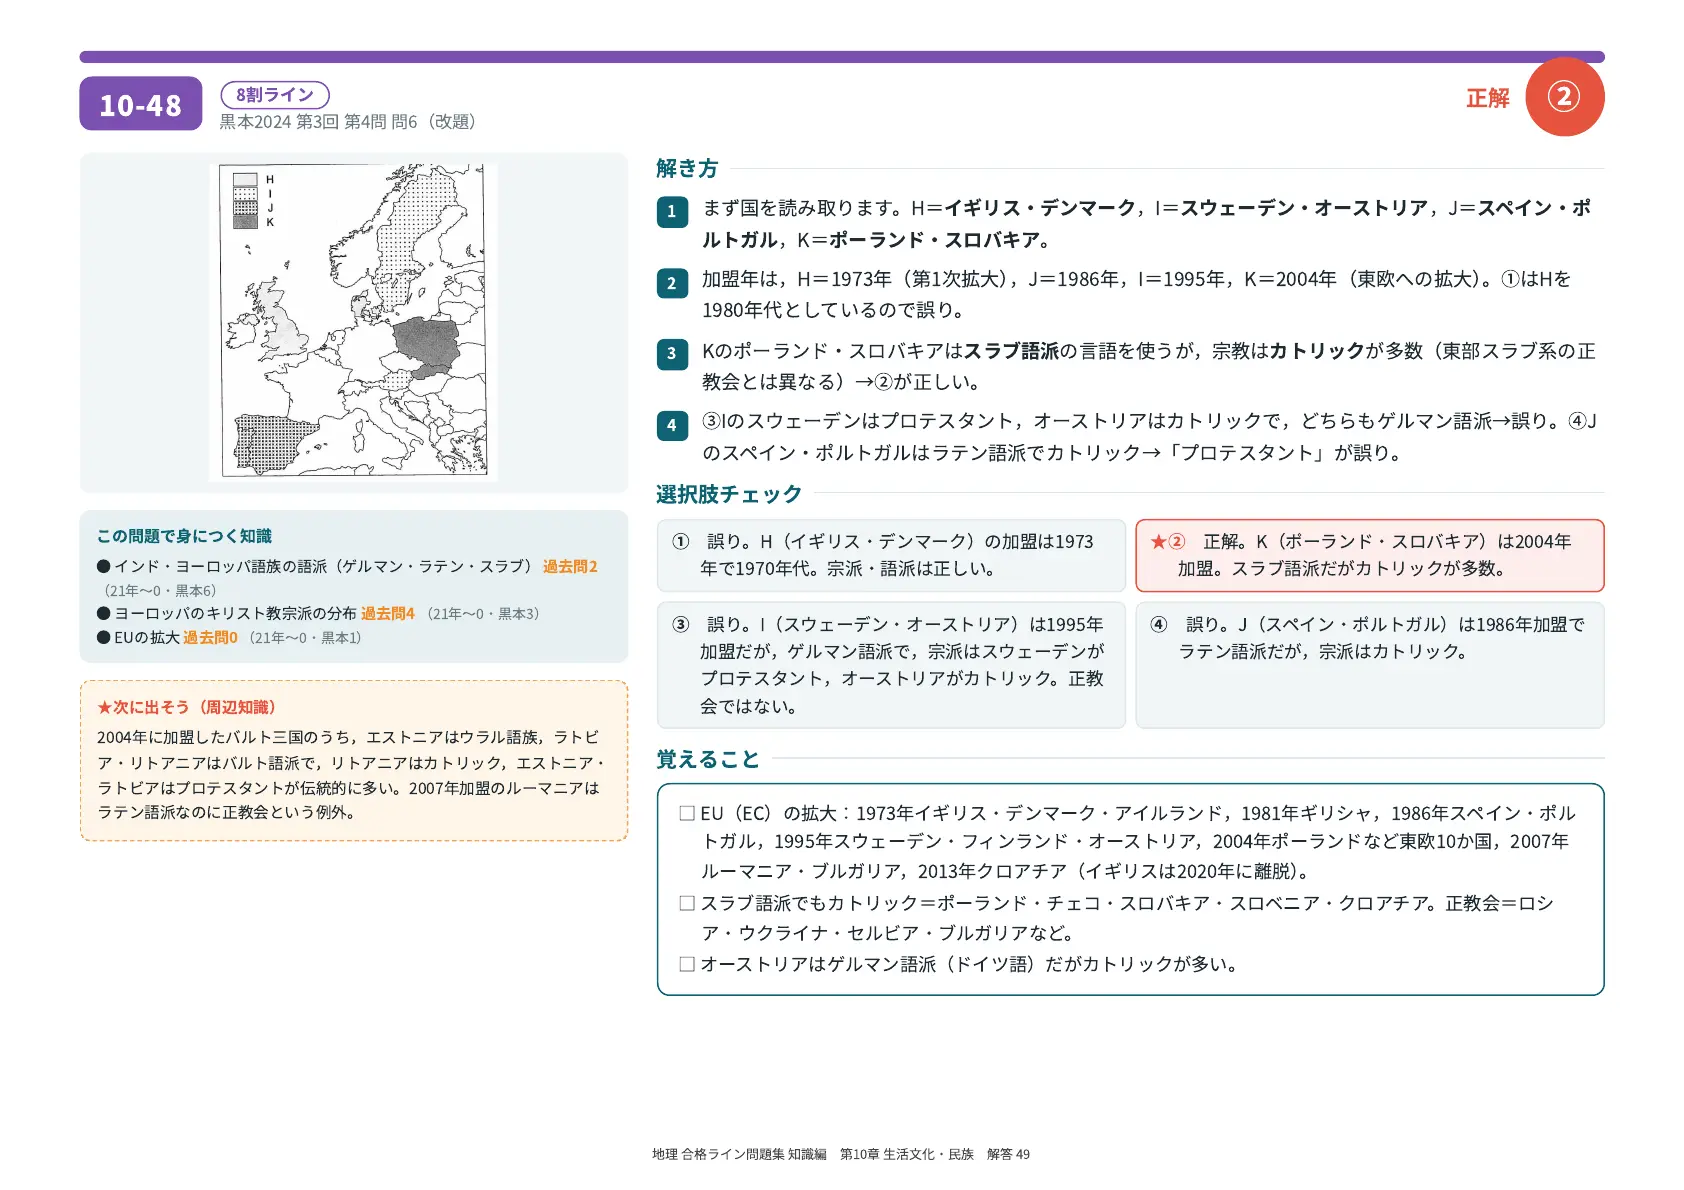 10-48
8割ライン
黒本2024 第3回 第4問 問6（改題）
正解 ②
H
I
J
K
この問題で身につく知識
●インド・ヨーロッパ語族の語派（ゲルマン・ラテン・スラブ） 過去問2
（21年〜0・黒本6）
●ヨーロッパのキリスト教宗派の分布 過去問4 （21年〜0・黒本3）
●EUの拡大 過去問0 （21年〜0・黒本1）
★次に出そう（周辺知識）
2004年に加盟したバルト三国のうち，エストニアはウラル語族，ラトビ
ア・リトアニアはバルト語派で，リトアニアはカトリック，エストニア・
ラトビアはプロテスタントが伝統的に多い。2007年加盟のルーマニアは
ラテン語派なのに正教会という例外。
解き方
1 まず国を読み取ります。H＝イギリス・デンマーク，I＝スウェーデン・オーストリア，J＝スペイン・ポ
ルトガル，K＝ポーランド・スロバキア。
2 加盟年は，H＝1973年（第1次拡大），J＝1986年，I＝1995年，K＝2004年（東欧への拡大）。①はHを
1980年代としているので誤り。
3 Kのポーランド・スロバキアはスラブ語派の言語を使うが，宗教はカトリックが多数（東部スラブ系の正
教会とは異なる）→②が正しい。
4 ③Iのスウェーデンはプロテスタント，オーストリアはカトリックで，どちらもゲルマン語派→誤り。④J
のスペイン・ポルトガルはラテン語派でカトリック→「プロテスタント」が誤り。
選択肢チェック
① 誤り。H（イギリス・デンマーク）の加盟は1973
年で1970年代。宗派・語派は正しい。
★② 正解。K（ポーランド・スロバキア）は2004年
加盟。スラブ語派だがカトリックが多数。
③ 誤り。I（スウェーデン・オーストリア）は1995年
加盟だが，ゲルマン語派で，宗派はスウェーデンが
プロテスタント，オーストリアがカトリック。正教
会ではない。
④ 誤り。J（スペイン・ポルトガル）は1986年加盟で
ラテン語派だが，宗派はカトリック。
覚えること
□ EU（EC）の拡大：1973年イギリス・デンマーク・アイルランド，1981年ギリシャ，1986年スペイン・ポル
トガル，1995年スウェーデン・フィンランド・オーストリア，2004年ポーランドなど東欧10か国，2007年
ルーマニア・ブルガリア，2013年クロアチア（イギリスは2020年に離脱）。
□ スラブ語派でもカトリック＝ポーランド・チェコ・スロバキア・スロベニア・クロアチア。正教会＝ロシ
ア・ウクライナ・セルビア・ブルガリアなど。
□ オーストリアはゲルマン語派（ドイツ語）だがカトリックが多い。
地理 合格ライン問題集 知識編 第10章 生活文化・民族 解答 49